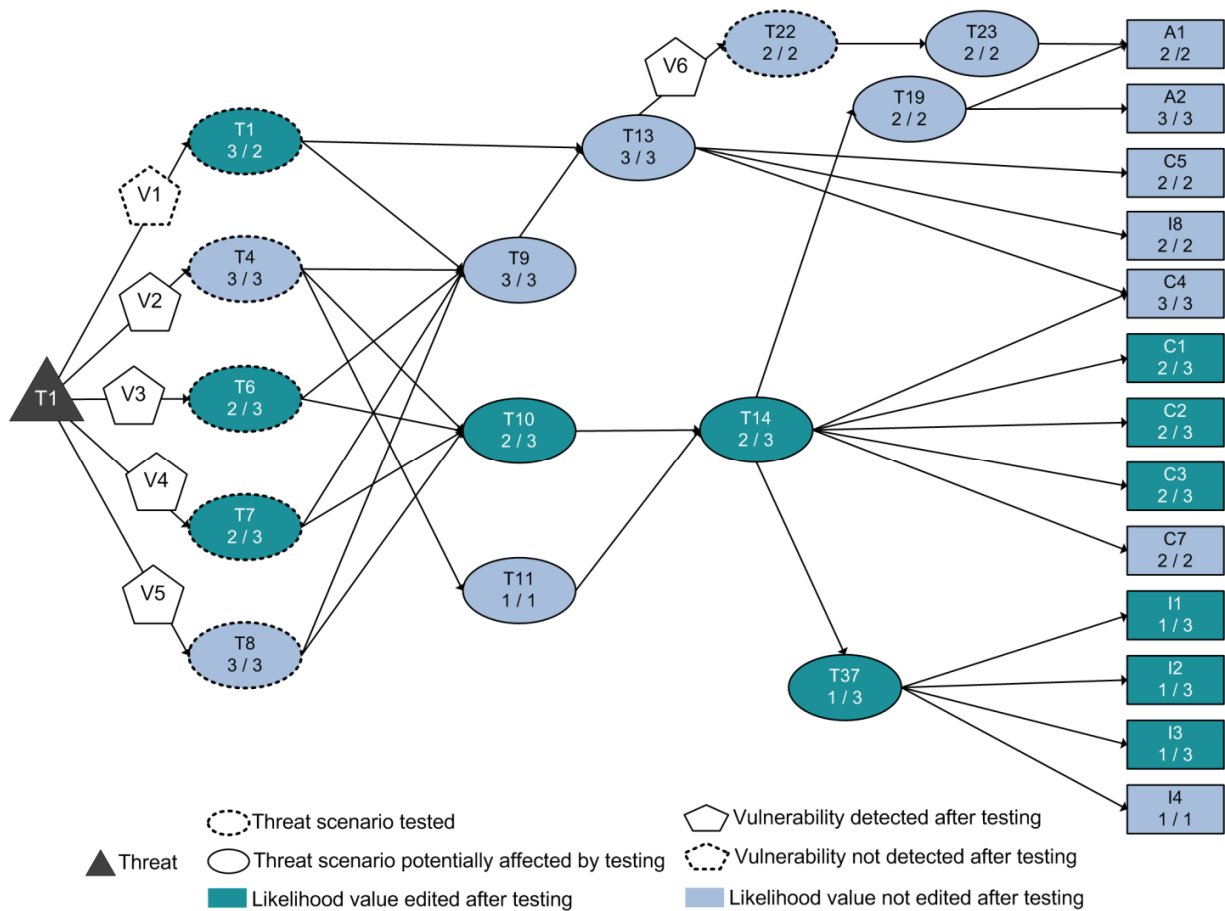 T22
2 / 2
T23
2 / 2
A1
2 /2
V6
T19
2 / 2
A2
3 / 3
T1
3 / 2
T13
3 / 3
C5
2 / 2
V1
I8
2 / 2
T4
3 / 3
T9
3 / 3
C4
3 / 3
V2
C1
2 / 3
T1
V3
T6
2 / 3
T10
2 / 3
T14
2 / 3
C2
2 / 3
V4
C3
2 / 3
T7
2 / 3
C7
2 / 2
V5
T11
1 / 1
I1
1 / 3
T8
3 / 3
T37
1 / 3
I2
1 / 3
I3
1 / 3
I4
1 / 1
Threat scenario tested
Vulnerability detected after testing
Threat
Threat scenario potentially affected by testing
Vulnerability not detected after testing
Likelihood value edited after testing
Likelihood value not edited after testing